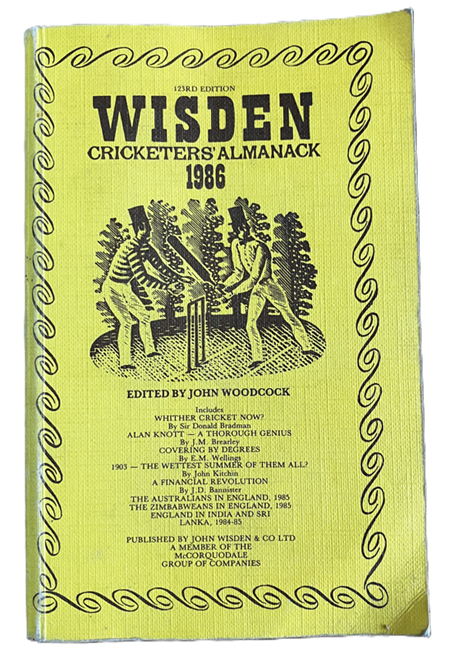 123RD EDITION
WISDEN
CRICKETERS' ALMANACK
1986
EDITED BY JOHN WOODCOCK
Includes
WHITHER CRICKET NOW?
By Sir Donald Bradman
ALAN KNOTT — A THOROUGH GENIUS
By J.M. Brearley
COVERING BY DEGREES
By E.M. Wellings
1903 — THE WETTEST SUMMER OF THEM ALL?
By John Kitchin
A FINANCIAL REVOLUTION
By J.D. Bannister
THE AUSTRALIANS IN ENGLAND, 1985
THE ZIMBABWEANS IN ENGLAND, 1985
ENGLAND IN INDIA AND SRI
LANKA, 1984-85
PUBLISHED BY JOHN WISDEN & CO LTD
A MEMBER OF THE
McCORQUODALE
GROUP OF COMPANIES